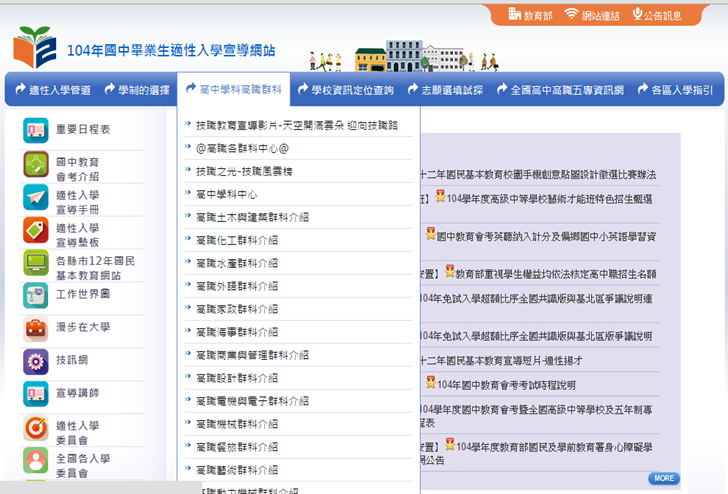 教育部 網站連結 公告訊息
104年國中畢業生適性入學宣導網站
適性入學管道 學制的選擇 高中學科高職群科 學校資訊定位查詢 志願選填試探 全國高中高職五專資訊網 各區入學指引
重要日程表
國中教育
會考介紹
適性入學
宣導手冊
適性入學
宣導墊板
各縣市12年國民
基本教育網站
工作世界圖
漫步在大學
技訊網
宣導講師
適性入學
委員會
全國各入學
委員會
技職教育宣導影片-天空開滿雲朵 迎向技職路
@高職各群科中心@
技職之光-技職風雲榜
高中學科中心
高職土木與建築群科介紹
高職化工群科介紹
高職水產群科介紹
高職外語群科介紹
高職家政群科介紹
高職海事群科介紹
高職商業與管理群科介紹
高職設計群科介紹
高職電機與電子群科介紹
高職機械群科介紹
高職餐旅群科介紹
高職藝術群科介紹
高職動力機械群科介紹
十二年國民基本教育校園手機創意貼圖設計徵選比賽辦法
】104學年度高級中等學校藝術才能班特色招生甄選
國中教育會考英聽納入計分及偏鄉國中小英語學習資
安置】教育部重視學生權益均依法核定高中職招生名額
104年免試入學超額比序全國共識版與基北區爭議說明連
104年免試入學超額比序全國共識版與基北區版爭議說明
十二年國民基本教育宣導短片-適性揚才
104年國中教育會考考試時程說明
104學年度國中教育會考暨全國高級中等學校及五年制專
程表
安置】104學年度教育部國民及學前教育署身心障礙學
網公告
MORE